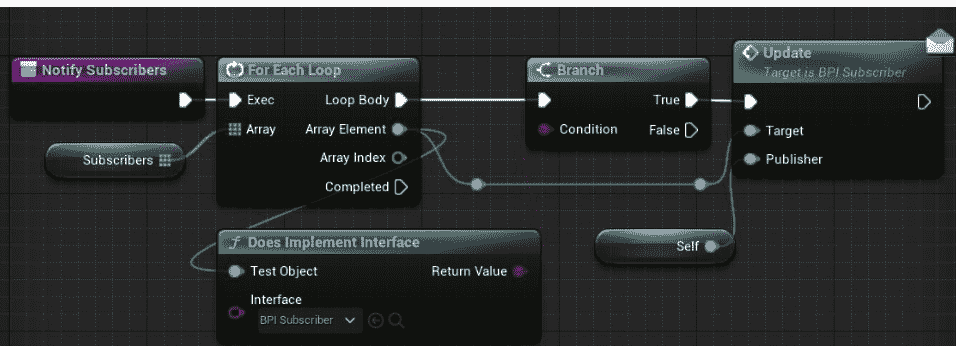 Notify Subscribers
Subscribers
For Each Loop
Exec
Loop Body
Array
Array Element
Array Index
Completed
Branch
True
Condition
False
Update
Target is BPI Subscriber
Target
Publisher
Self
f Does Implement Interface
Test Object
Return Value
Interface
BPI Subscriber